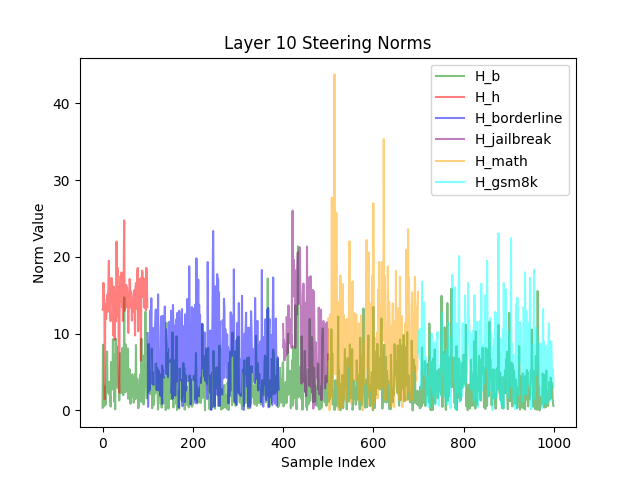 Layer 10 Steering Norms
Norm Value
40
30
20
10
0
H_b
H_h
H_borderline
H_jailbreak
H_math
H_gsm8k
0 200 400 600 800 1000
Sample Index